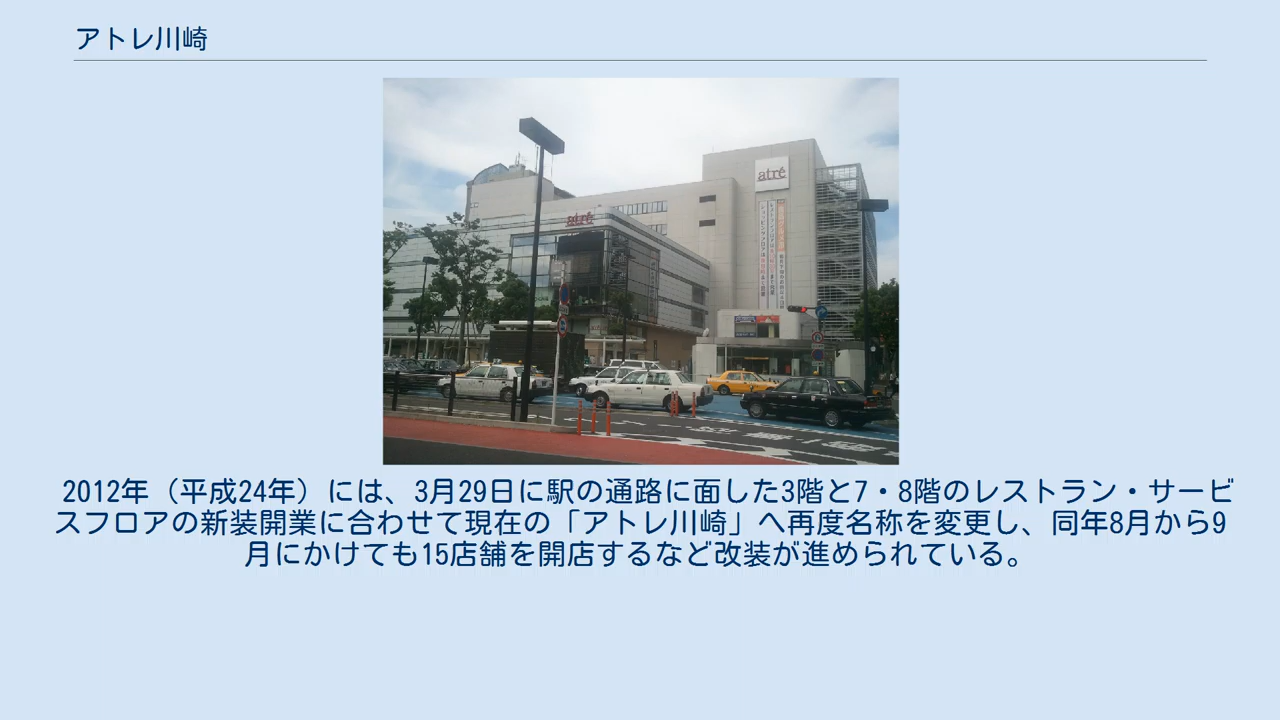 アトレ川崎
atré
atré
2012年（平成24年）には、3月29日に駅の通路に面した3階と7・8階のレストラン・サービ
スフロアの新装開業に合わせて現在の「アトレ川崎」へ再度名称を変更し、同年8月から9
月にかけても15店舗を開店するなど改装が進められている。